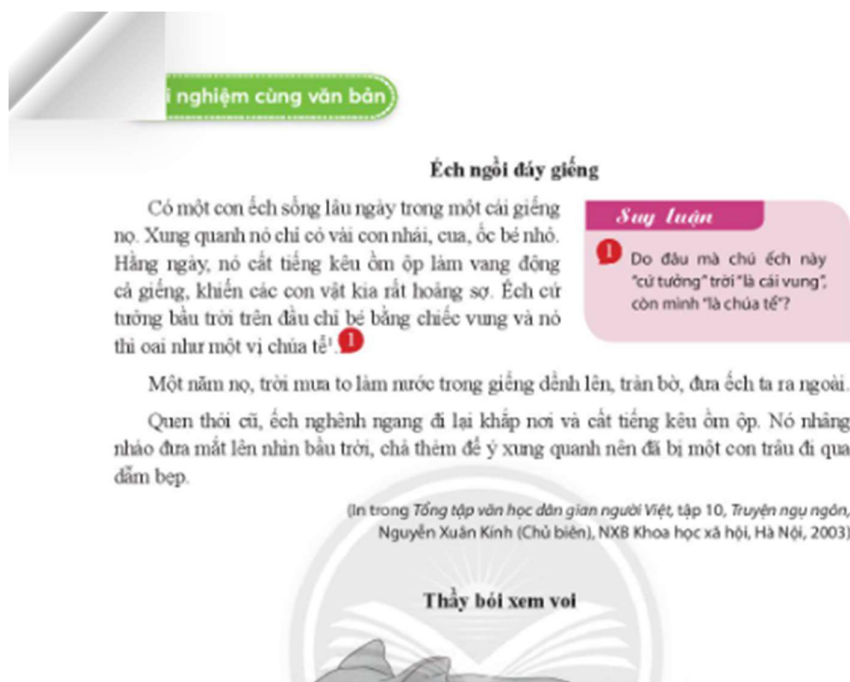 i nghiệm cùng văn bản
Ếch ngồi đáy giếng
Có một con ếch sống lâu ngày trong một cái giếng
nọ. Xung quanh nó chỉ có vài con nhái, cua, ốc bé nhỏ.
Hằng ngày, nó cất tiếng kêu ồm ộp làm vang động
cả giếng, khiến các con vật kia rất hoảng sợ. Ếch cứ
tưởng bầu trời trên đầu chỉ bé bằng chiếc vung và nó
thì oai như một vị chúa tể¹. 1
Suy luận
1 Do đâu mà chú ếch này
"cứ tưởng" trời "là cái vung",
còn mình "là chúa tể"?
Một năm nọ, trời mưa to làm nước trong giếng dềnh lên, tràn bờ, đưa ếch ta ra ngoài.
Quen thói cũ, ếch nghênh ngang đi lại khắp nơi và cất tiếng kêu ồm ộp. Nó nhâng
nháo đưa mắt lên nhìn bầu trời, chả thèm để ý xung quanh nên đã bị một con trâu đi qua
dẫm bẹp.
(In trong Tổng tập văn học dân gian người Việt, tập 10, Truyện ngụ ngôn,
Nguyễn Xuân Kính (Chủ biên), NXB Khoa học xã hội, Hà Nội, 2003)
Thầy bói xem voi